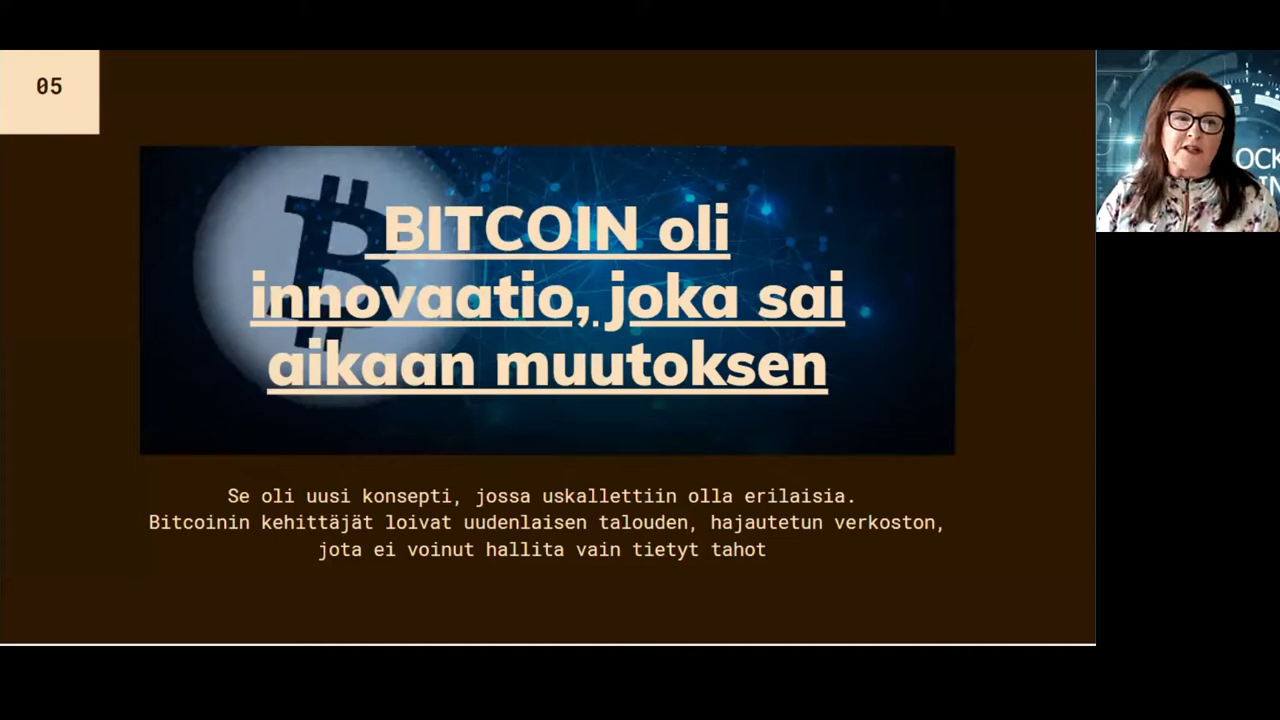 05
BITCOIN oli
innovaatio, joka sai
aikaan muutoksen
Se oli uusi konsepti, jossa uskallettiin olla erilaisia.
Bitcoinin kehittäjät loivat uudenlaisen talouden, hajautetun verkoston,
jota ei voinut hallita vain tietyt tahot